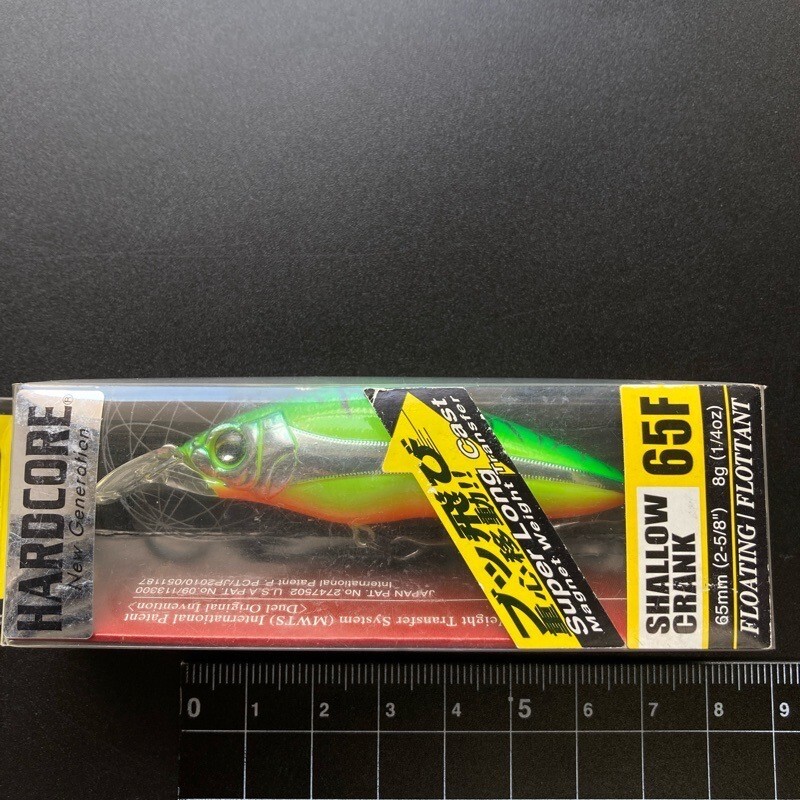 HARDCORE®
New Generation
ブッ飛び
重心移動!!
Super Long Cast
Magnet Weight Transfer
SHALLOW
CRANK
65F
65mm (2-5/8") 8g (1/4oz)
FLOATING / FLOTTANT
eight Transfer System (MWTS) International Patent
<Duel Original Invention>
JAPAN PAT. No.2747502 U.S.A PAT. No.09/113300
International Patent. P. PCT/JP2010/051187
0 1 2 3 4 5 6 7 8 9